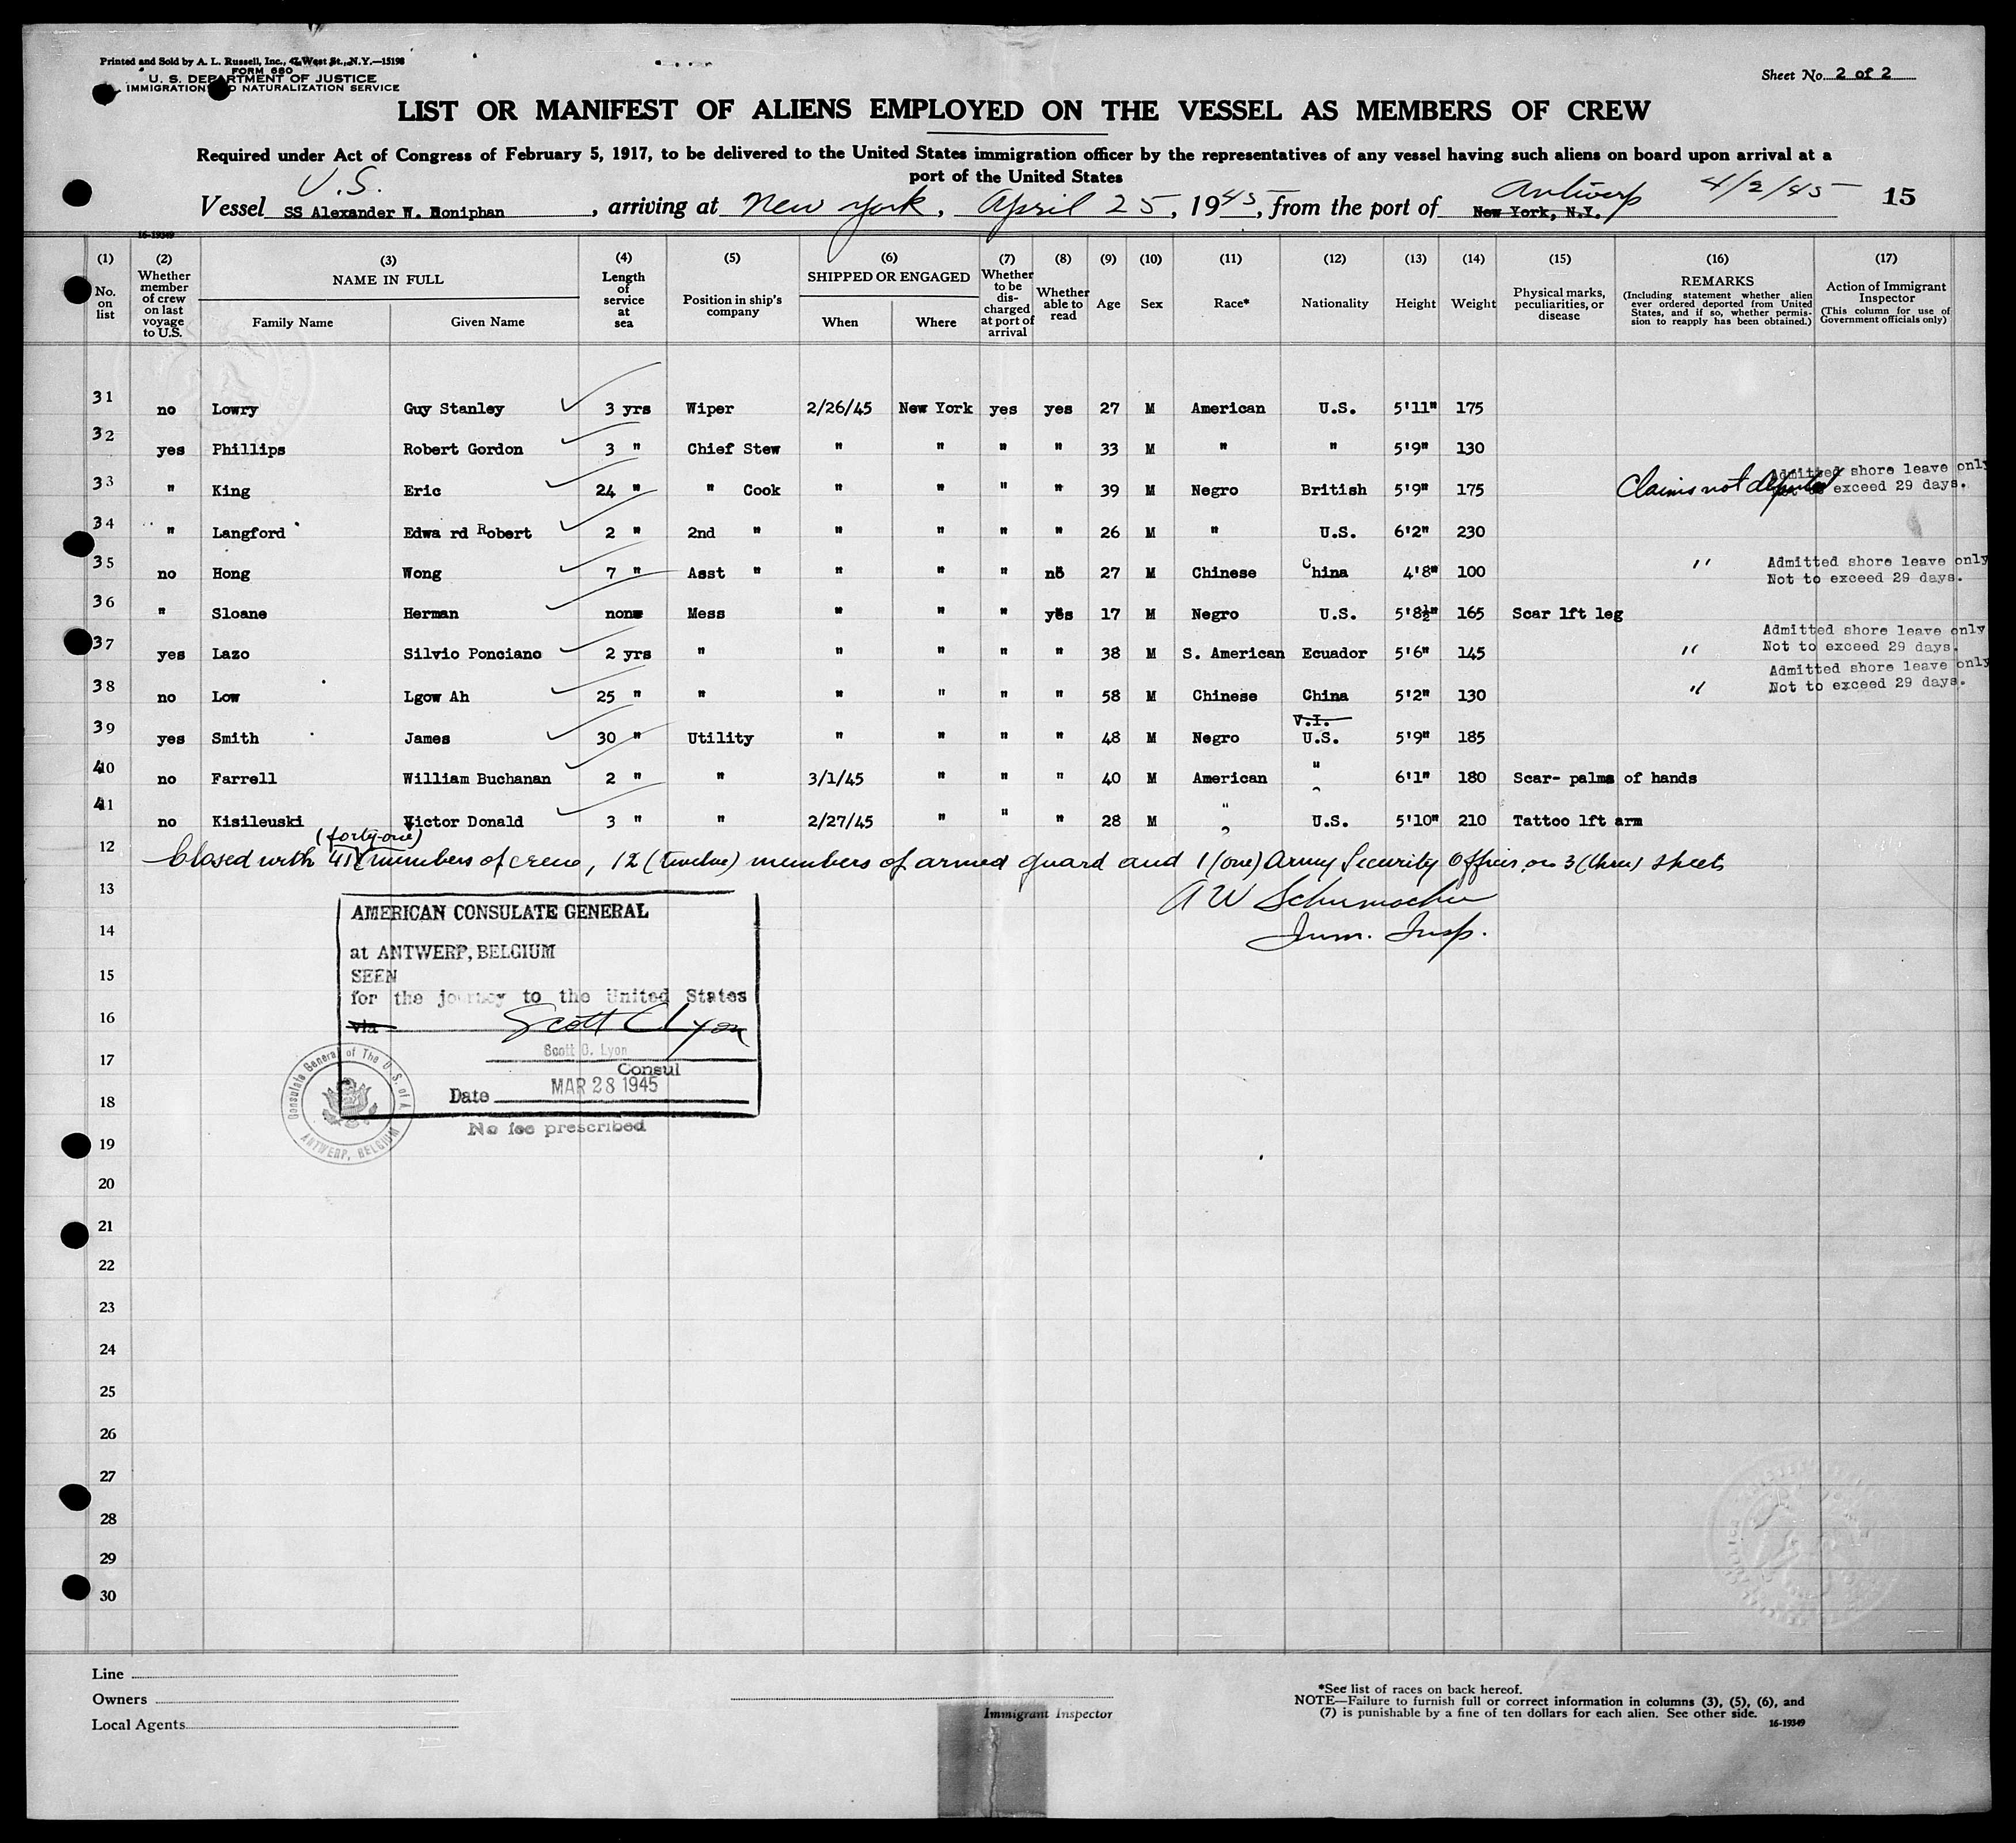 Printed and Sold by A. L. Russell, Inc., 47 West St., N.Y.—15198
FORM 680
U. S. DEPARTMENT OF JUSTICE
IMMIGRATION AND NATURALIZATION SERVICE
Sheet No. 2 of 2
LIST OR MANIFEST OF ALIENS EMPLOYED ON THE VESSEL AS MEMBERS OF CREW
Required under Act of Congress of February 5, 1917, to be delivered to the United States immigration officer by the representatives of any vessel having such aliens on board upon arrival at a
port of the United States
U.S.
Vessel SS Alexander W. Doniphan, arriving at New York, April 25, 1945, from the port of Antwerp 4/2/45 New York, N.Y. 15
16-19349
(1) No. on list
(2) Whether member of crew on last voyage to U.S.
(3) NAME IN FULL Family Name Given Name
(4) Length of service at sea
(5) Position in ship's company
(6) SHIPPED OR ENGAGED When Where
(7) Whether to be discharged at port of arrival
(8) Whether able to read
(9) Age
(10) Sex
(11) Race*
(12) Nationality
(13) Height
(14) Weight
(15) Physical marks, peculiarities, or disease
(16) REMARKS (Including statement whether alien ever ordered deported from United States, and if so, whether permission to reapply has been obtained.)
(17) Action of Immigrant Inspector (This column for use of Government officials only)
31 no Lowry Guy Stanley 3 yrs Wiper 2/26/45 New York yes yes 27 M American U.S. 5'11" 175
32 yes Phillips Robert Gordon 3 " Chief Stew " " " " 33 M " " 5'9" 130
33 " King Eric 24 " " Cook " " " " 39 M Negro British 5'9" 175 Claims not deported Admitted shore leave only Not to exceed 29 days.
34 " Langford Edwa rd Robert 2 " 2nd " " " " " 26 M " U.S. 6'2" 230
35 no Hong Wong 7 " Asst " " " " no 27 M Chinese China 4'8" 100 " Admitted shore leave only Not to exceed 29 days.
36 " Sloane Herman none Mess " " " yes 17 M Negro U.S. 5'8½" 165 Scar lft leg
37 yes Lazo Silvio Ponciano 2 yrs " " " " " 38 M S. American Ecuador 5'6" 145 " Admitted shore leave only Not to exceed 29 days.
38 no Low Lgow Ah 25 " " " " " " 58 M Chinese China 5'2" 130 " Admitted shore leave only Not to exceed 29 days.
39 yes Smith James 30 " Utility " " " " 48 M Negro V.I. U.S. 5'9" 185
40 no Farrell William Buchanan 2 " " 3/1/45 " " " 40 M American " 6'1" 180 Scar- palms of hands
41 no Kisileuski Victor Donald 3 " " 2/27/45 " " " 28 M " U.S. 5'10" 210 Tattoo lft arm
(forty-one)
12 Closed with 41 members of crew, 12 (twelve) members of armed guard and 1 (one) Army Security Officer on 3 (three) sheets
13 A W Schumacher
14 Imm. Insp.
AMERICAN CONSULATE GENERAL
at ANTWERP, BELGIUM
15 SEEN
for the journey to the United States
16 via Scott C Lyon
17 Scott C. Lyon
Consul
18 Date MAR 28 1945
No fee prescribed
Consulate General of The U.S. of A
ANTWERP, BELGIUM
19
20
21
22
23
24
25
26
27
28
29
30
Line
Owners
Local Agents
Immigrant Inspector
*See list of races on back hereof.
NOTE—Failure to furnish full or correct information in columns (3), (5), (6), and
(7) is punishable by a fine of ten dollars for each alien. See other side.
16-19349